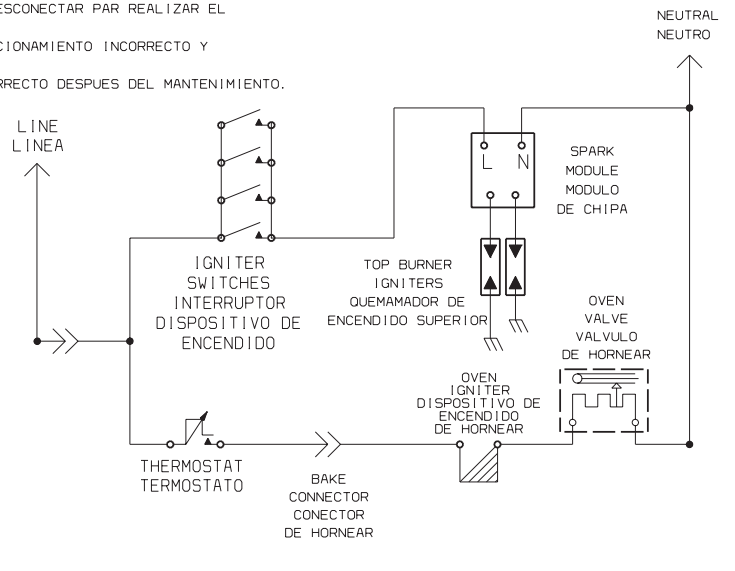 ESCONECTAR PAR REALIZAR EL
CIONAMIENTO INCORRECTO Y
RRECTO DESPUES DEL MANTENIMIENTO.
NEUTRAL
NEUTRO
LINE
LINEA
L N
SPARK
MODULE
MODULO
DE CHIPA
IGNITER
SWITCHES
INTERRUPTOR
DISPOSITIVO DE
ENCENDIDO
TOP BURNER
IGNITERS
QUEMAMADOR DE
ENCENDIDO SUPERIOR
OVEN
VALVE
VALVULO
DE HORNEAR
OVEN
IGNITER
DISPOSITIVO DE
ENCENDIDO
DE HORNEAR
THERMOSTAT
TERMOSTATO
BAKE
CONNECTOR
CONECTOR
DE HORNEAR